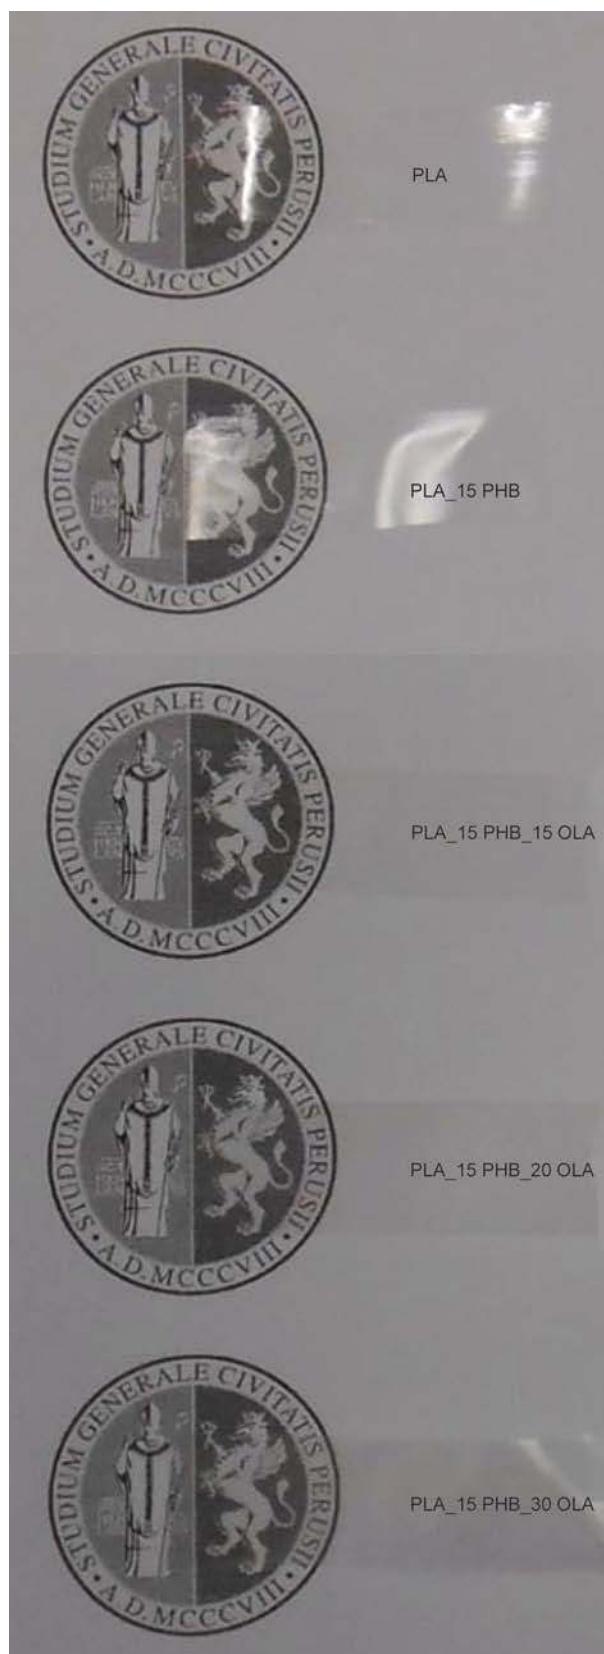 STUDIUM GENERALE CIVITATIS PERUSII
• A.D. MCCCVIII •
PLA
STUDIUM GENERALE CIVITATIS PERUSII
• A.D. MCCCVIII •
PLA_15 PHB
STUDIUM GENERALE CIVITATIS PERUSII
• A.D. MCCCVIII •
PLA_15 PHB_15 OLA
STUDIUM GENERALE CIVITATIS PERUSII
• A.D. MCCCVIII •
PLA_15 PHB_20 OLA
STUDIUM GENERALE CIVITATIS PERUSII
• A.D. MCCCVIII •
PLA_15 PHB_30 OLA